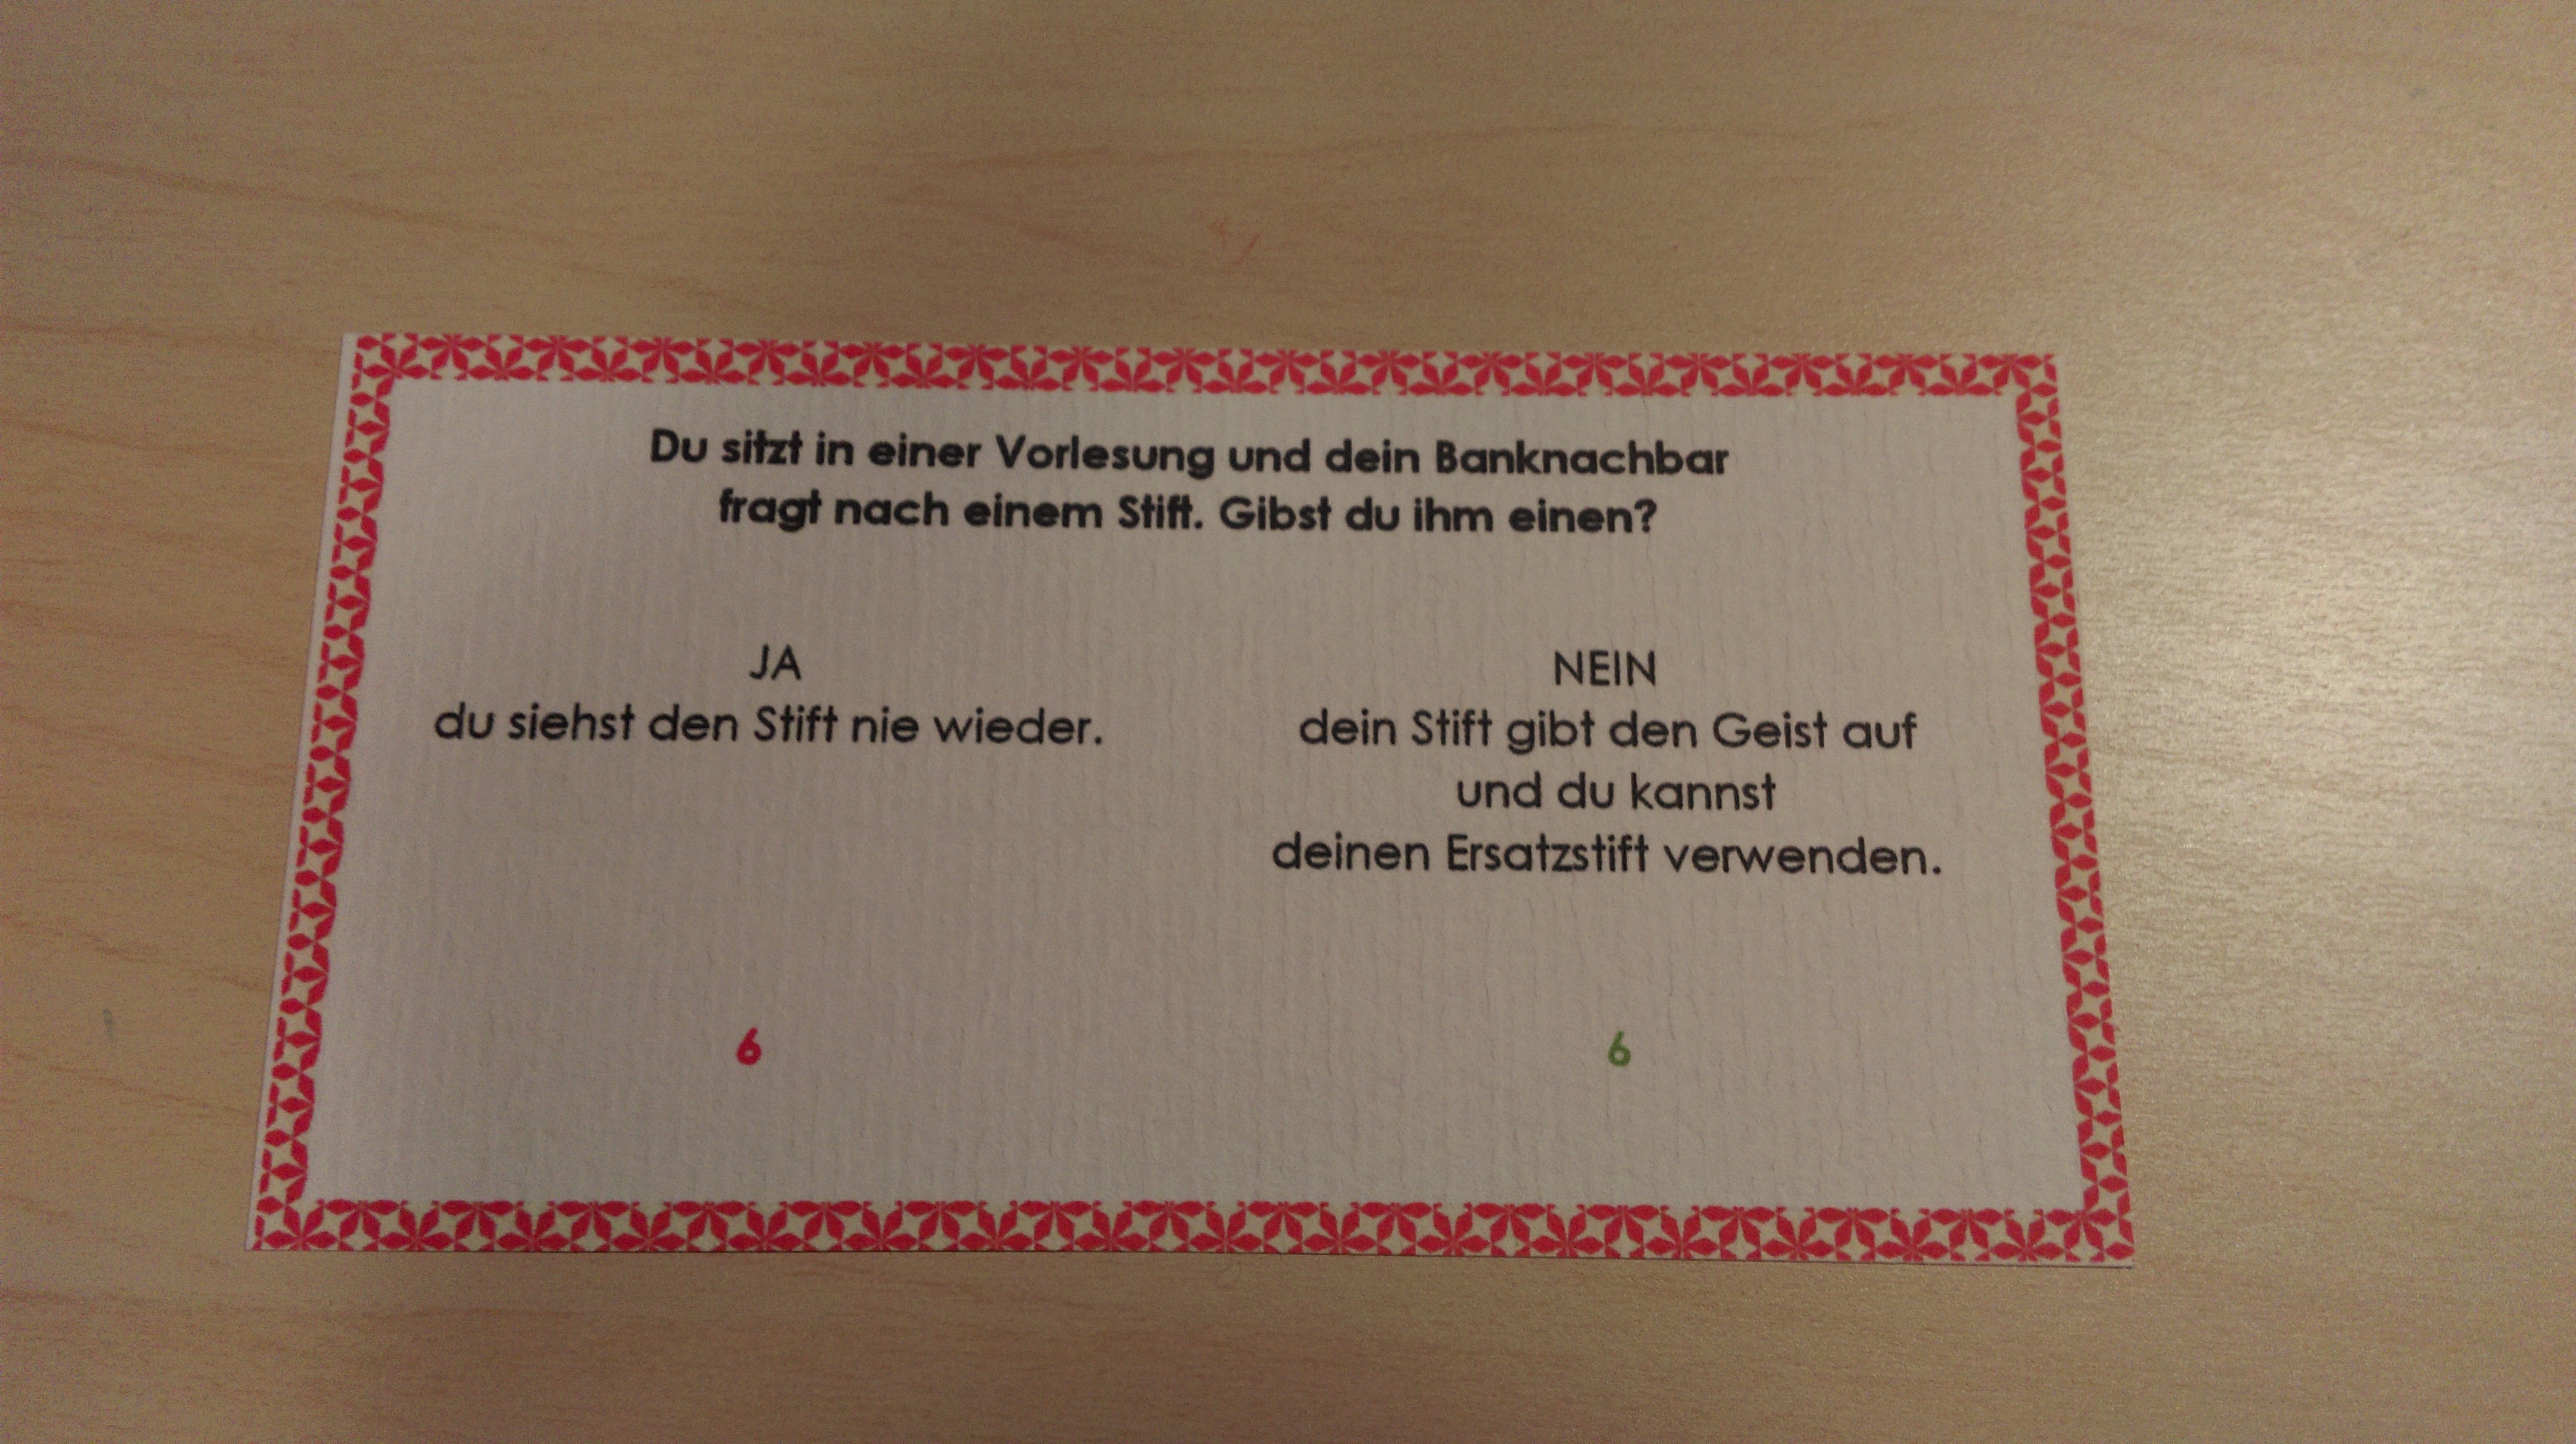 Du sitzt in einer Vorlesung und dein Banknachbar
fragt nach einem Stift. Gibst du ihm einen?
JA
du siehst den Stift nie wieder.
6
NEIN
dein Stift gibt den Geist auf
und du kannst
deinen Ersatzstift verwenden.
6